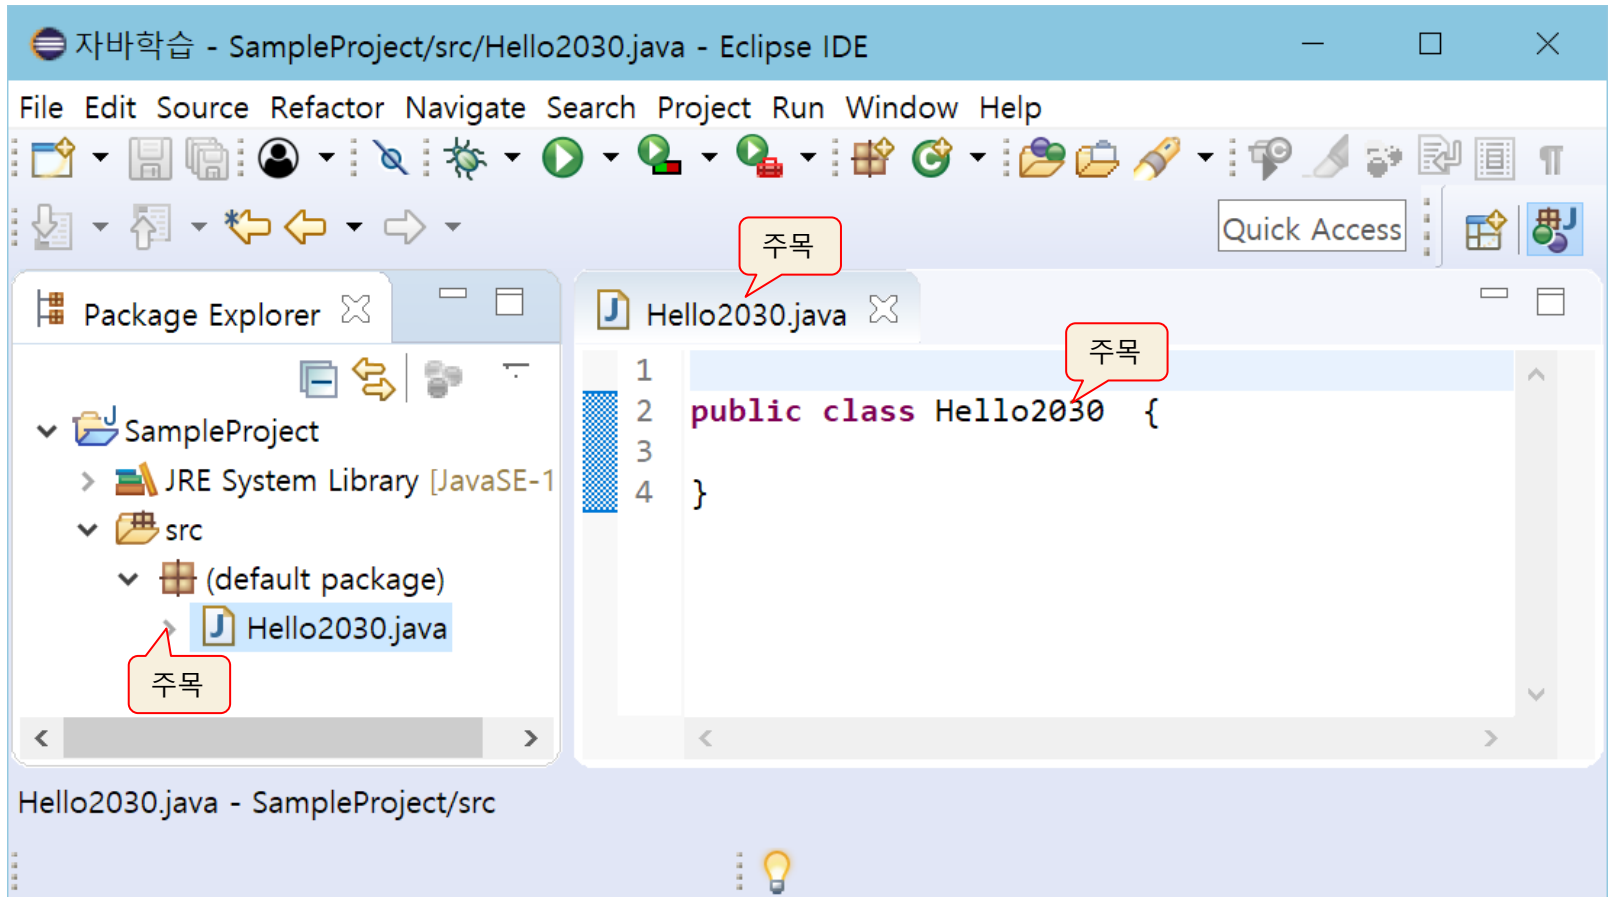 자바학습 - SampleProject/src/Hello2030.java - Eclipse IDE
File Edit Source Refactor Navigate Search Project Run Window Help
Quick Access
주목
Package Explorer
Hello2030.java
주목
1
2 public class Hello2030 {
3
4 }
SampleProject
JRE System Library [JavaSE-1
src
(default package)
Hello2030.java
주목
Hello2030.java - SampleProject/src